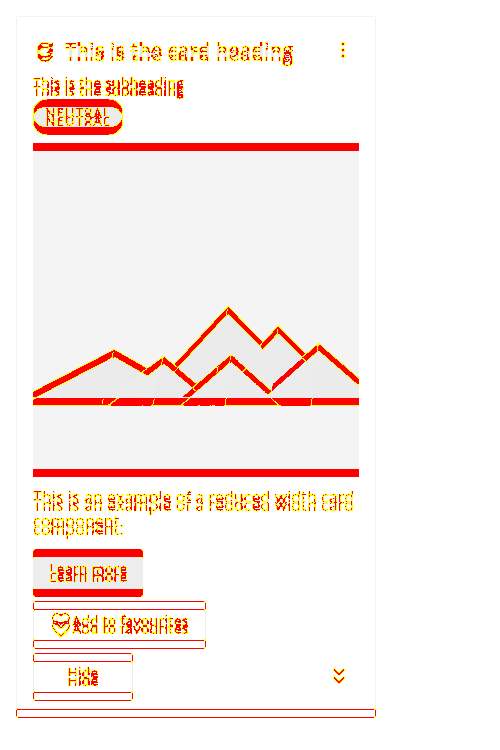 This is the card heading
This is the subheading
NEUTRAL
This is an example of a reduced width card
component.
Learn more
Add to favourites
Hide